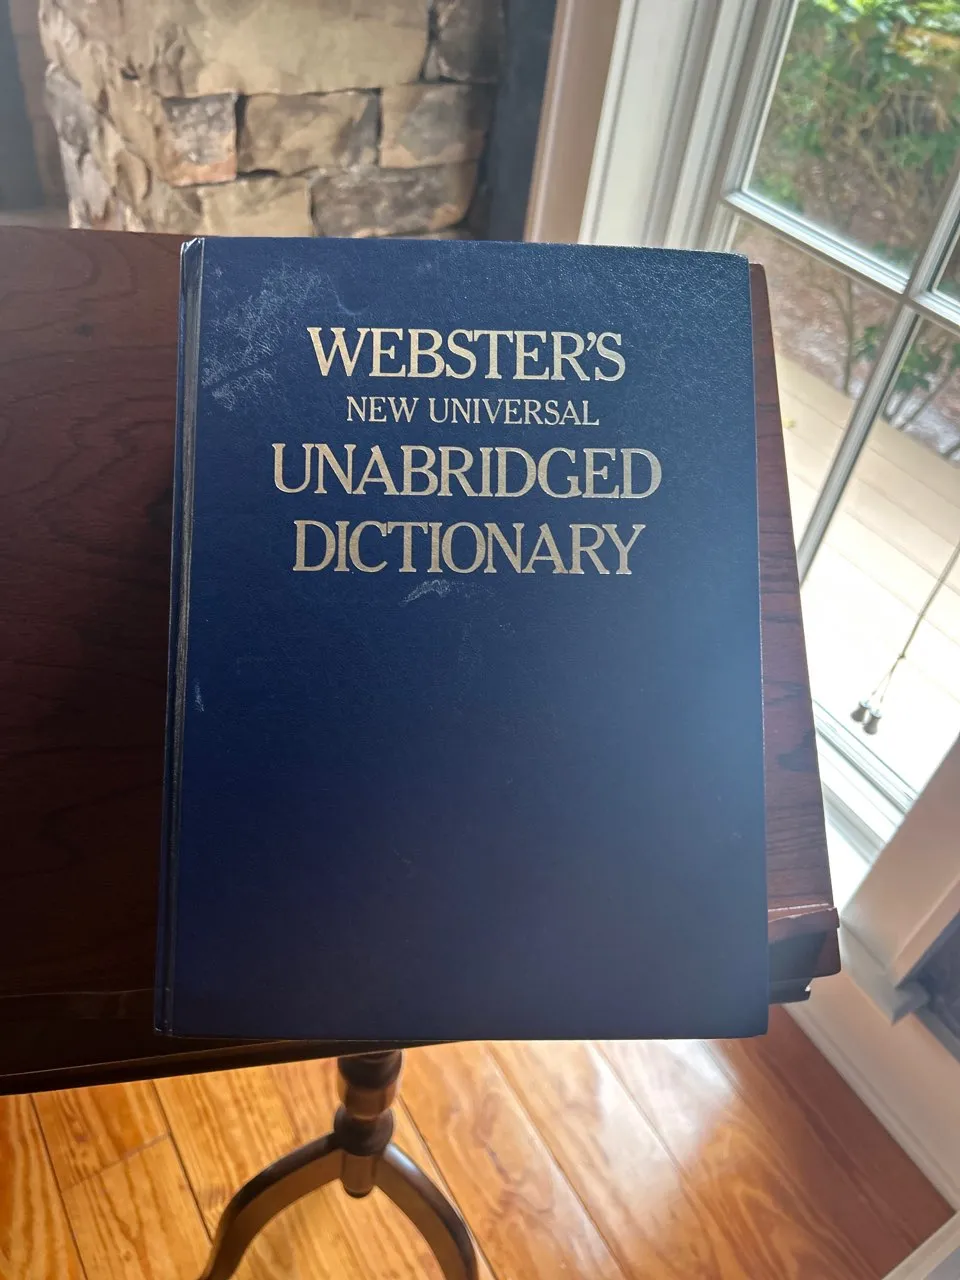 WEBSTER'S
NEW UNIVERSAL
UNABRIDGED
DICTIONARY